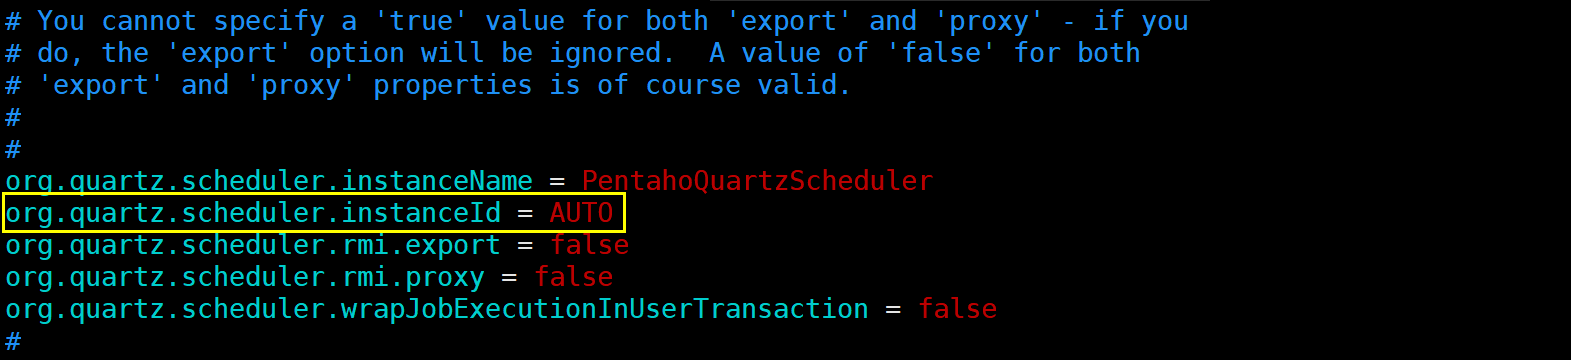 # You cannot specify a 'true' value for both 'export' and 'proxy' - if you
# do, the 'export' option will be ignored.  A value of 'false' for both
# 'export' and 'proxy' properties is of course valid.
#
#
org.quartz.scheduler.instanceName = PentahoQuartzScheduler
org.quartz.scheduler.instanceId = AUTO
org.quartz.scheduler.rmi.export = false
org.quartz.scheduler.rmi.proxy = false
org.quartz.scheduler.wrapJobExecutionInUserTransaction = false
#